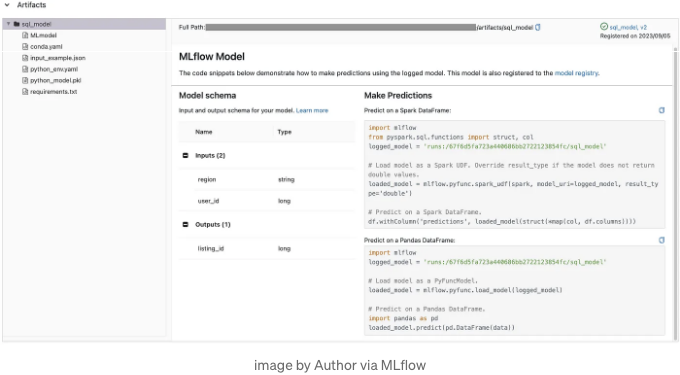 Artifacts
sql_model
MLmodel
conda.yaml
input_example.json
python_env.yaml
python_model.pkl
requirements.txt
Full Path:
/artifacts/sql_model
sql_model, v2
Registered on 2023/09/05
MLflow Model
The code snippets below demonstrate how to make predictions using the logged model. This model is also registered to the model registry.
Model schema
Input and output schema for your model. Learn more
Name Type
Inputs (2)
region string
user_id long
Outputs (1)
listing_id long
Make Predictions
Predict on a Spark DataFrame:
import mlflow
from pyspark.sql.functions import struct, col
logged_model = 'runs:/67f6d5fa723a440606bb2722123854fc/sql_model'
# Load model as a Spark UDF. Override result_type if the model does not return
double values.
loaded_model = mlflow.pyfunc.spark_udf(spark, model_uri=logged_model, result_ty
pe='double')
# Predict on a Spark DataFrame.
df.withColumn('predictions', loaded_model(struct(*map(col, df.columns))))
Predict on a Pandas DataFrame:
import mlflow
logged_model = 'runs:/67f6d5fa723a440606bb2722123854fc/sql_model'
# Load model as a PyFuncModel.
loaded_model = mlflow.pyfunc.load_model(logged_model)
# Predict on a Pandas DataFrame.
import pandas as pd
loaded_model.predict(pd.DataFrame(data))
image by Author via MLflow